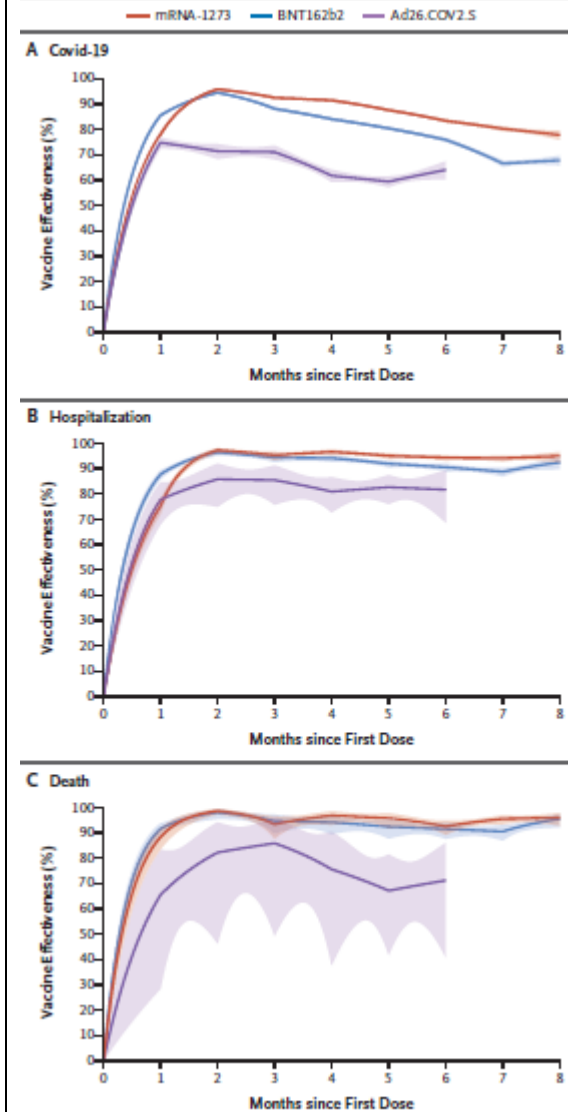 mRNA-1273 BNT162b2 Ad26.COV2.S
A Covid-19
Vaccine Effectiveness (%)
100
90
80
70
60
50
40
30
20
10
0
0 1 2 3 4 5 6 7 8
Months since First Dose
B Hospitalization
Vaccine Effectiveness (%)
100
90
80
70
60
50
40
30
20
10
0
0 1 2 3 4 5 6 7 8
Months since First Dose
C Death
Vaccine Effectiveness (%)
100
90
80
70
60
50
40
30
20
10
0
0 1 2 3 4 5 6 7 8
Months since First Dose